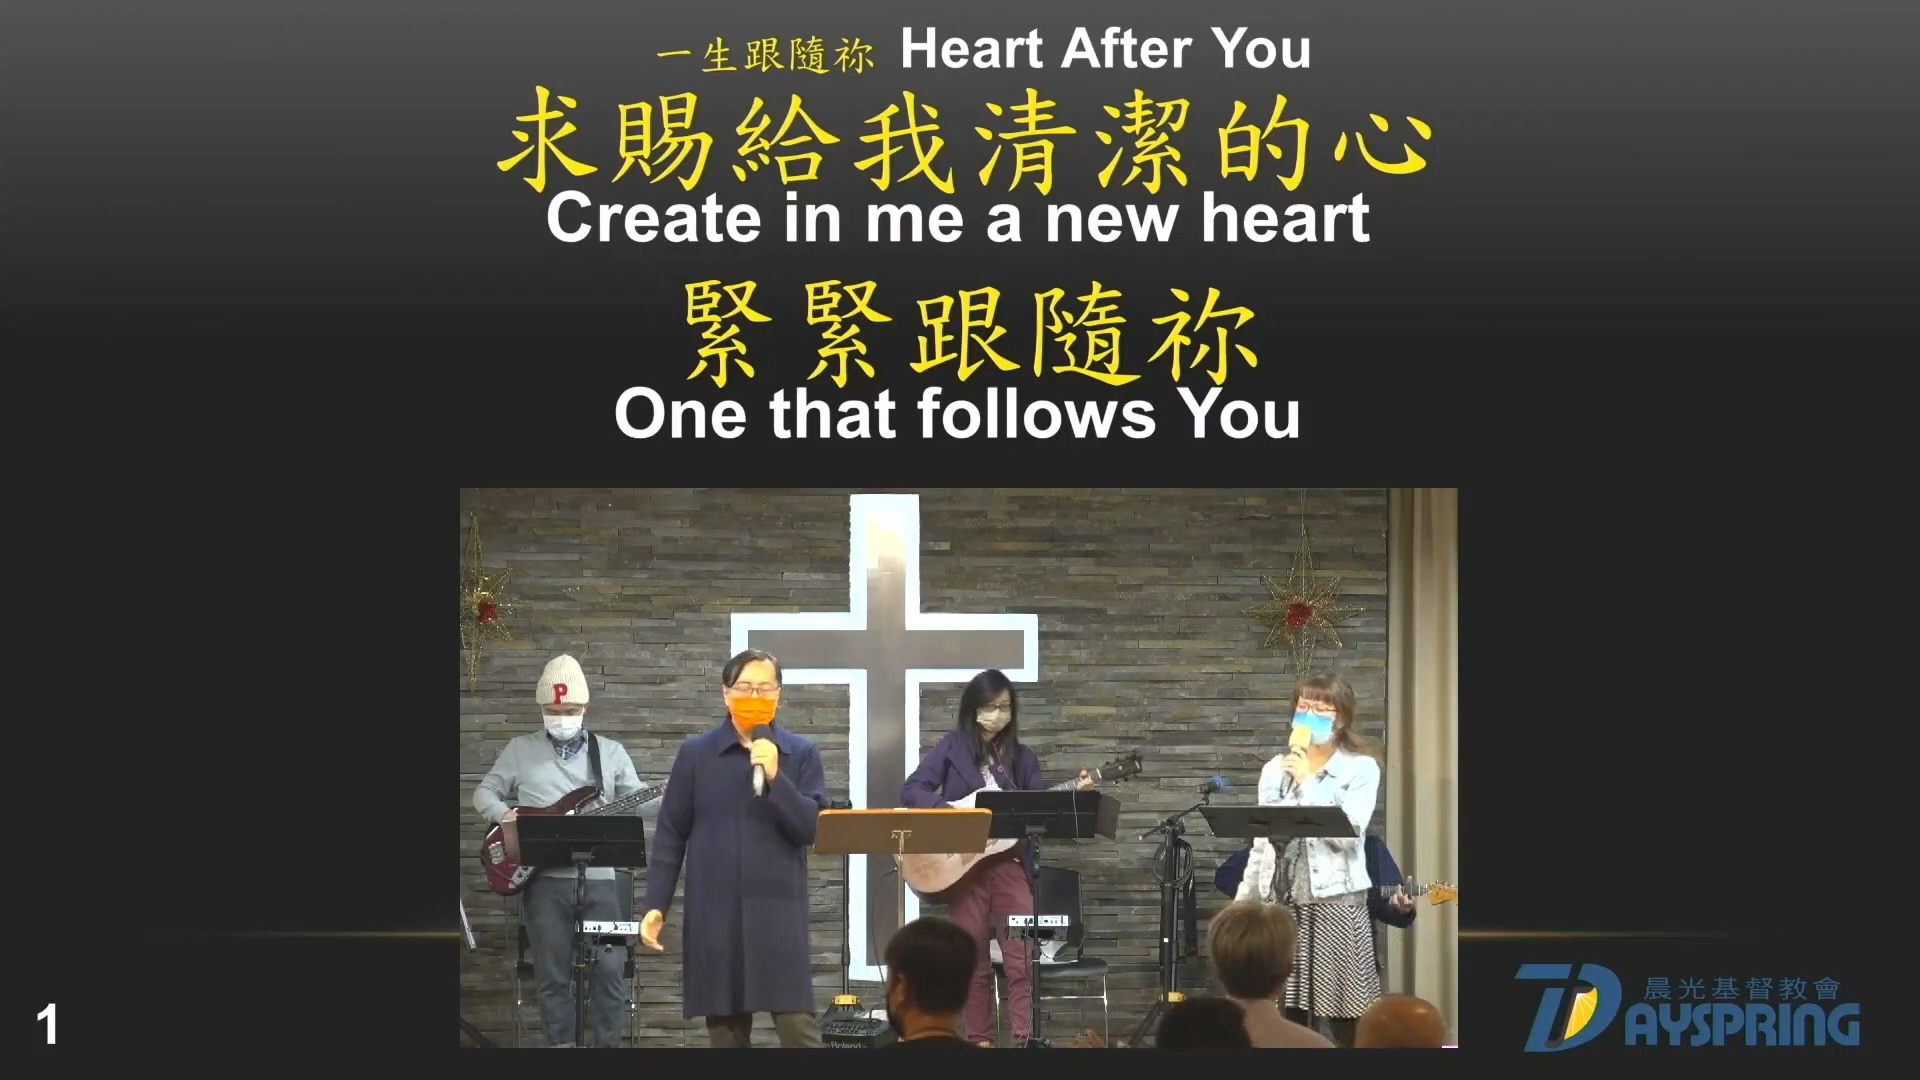 一生跟隨祢 Heart After You
求賜給我清潔的心
Create in me a new heart
緊緊跟隨祢
One that follows You
P
Roland
1
晨光基督教會
DAYSPRING